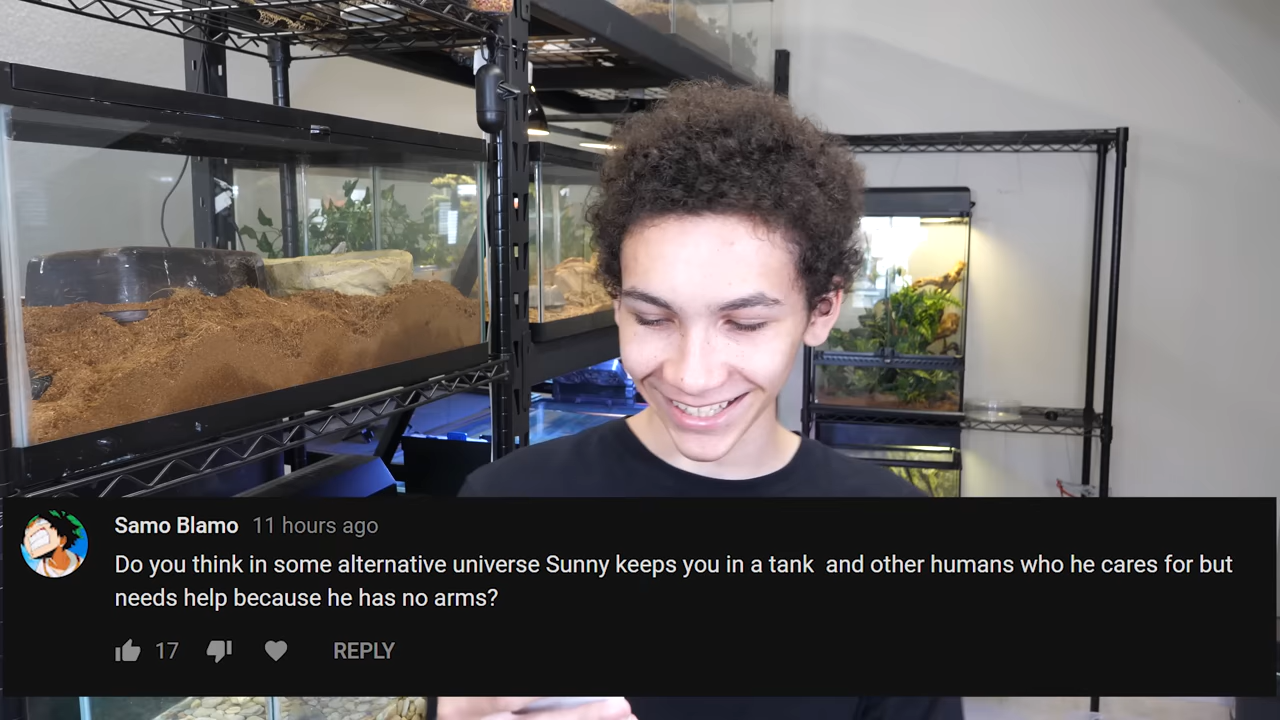 Samo Blamo 11 hours ago
Do you think in some alternative universe Sunny keeps you in a tank  and other humans who he cares for but
needs help because he has no arms?
17 REPLY